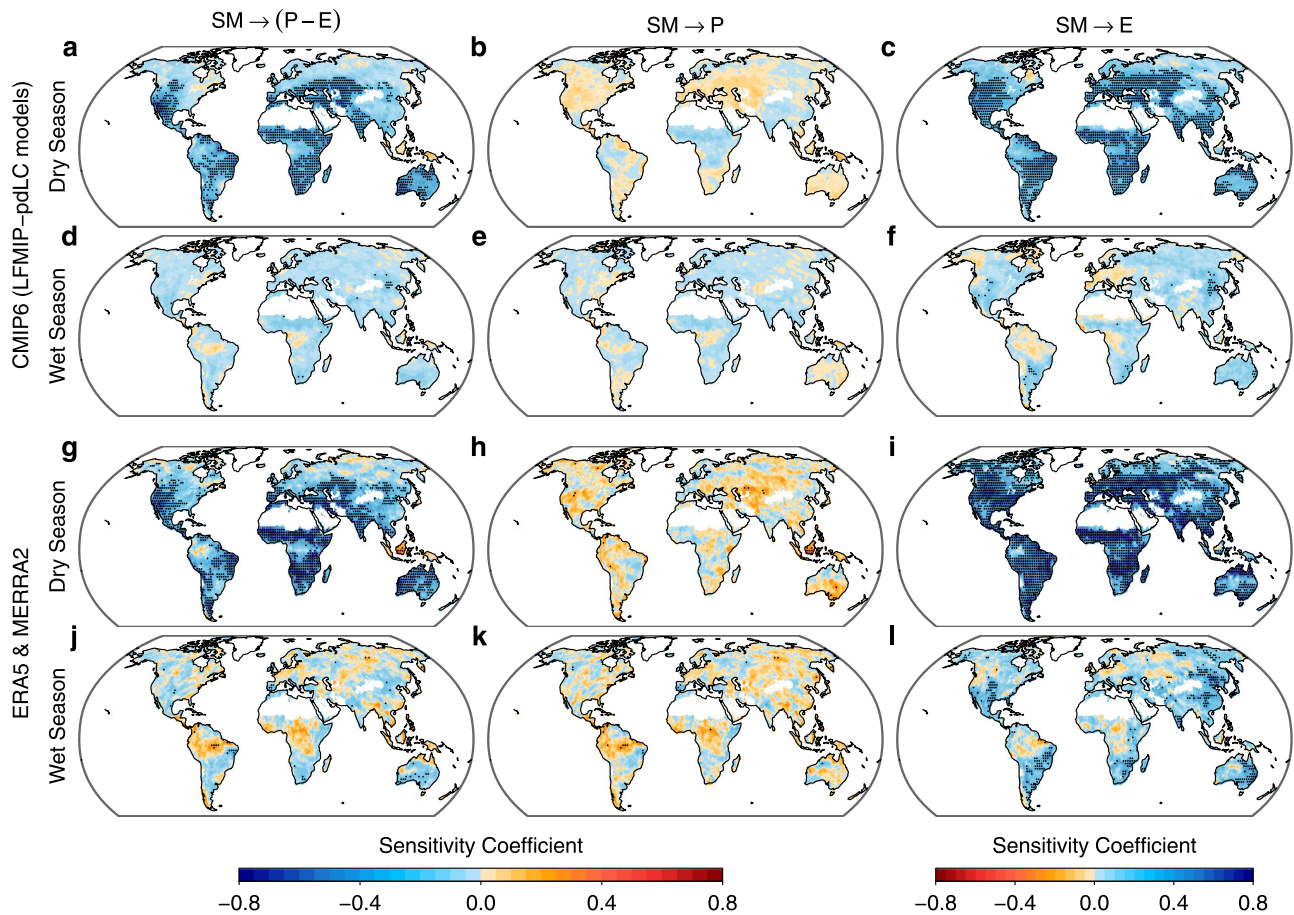 SM → (P − E)
SM → P
SM → E
CMIP6 (LFMIP−pdLC models)
Dry Season
a
b
c
Wet Season
d
e
f
ERA5 & MERRA2
Dry Season
g
h
i
Wet Season
j
k
l
Sensitivity Coefficient
Sensitivity Coefficient
−0.8 −0.4 0.0 0.4 0.8
−0.8 −0.4 0.0 0.4 0.8